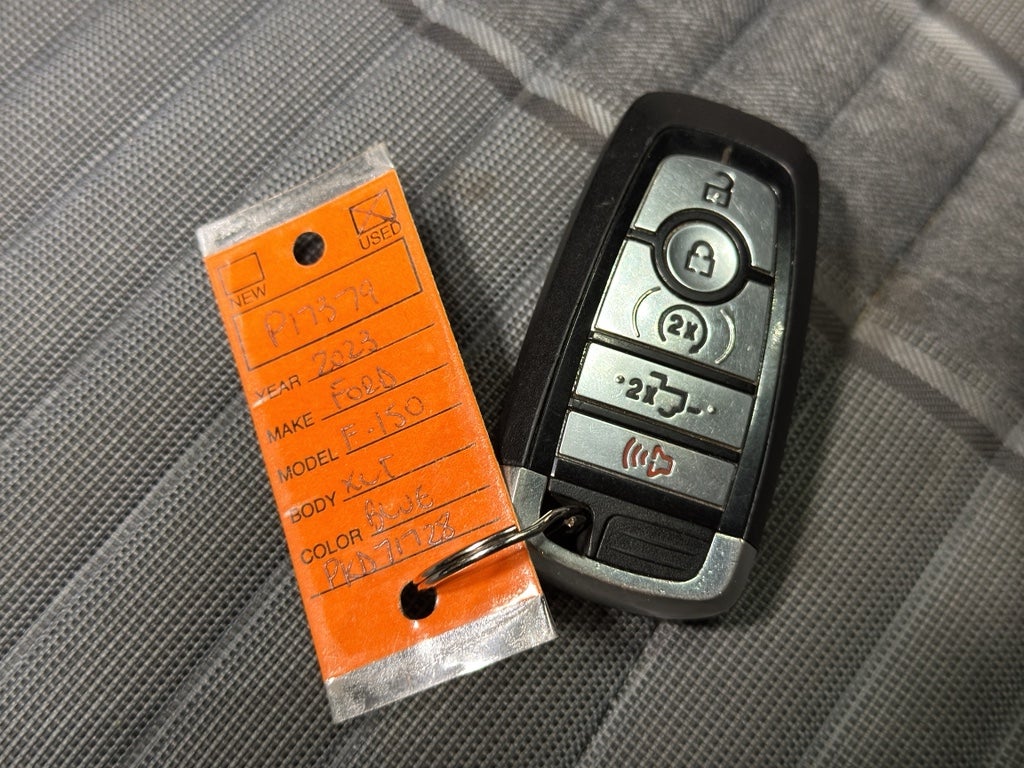 USED
NEW
P17379
YEAR 2023
MAKE FORD
MODEL F-150
BODY XLT
COLOR BLUE
PKD71728
2x
2x